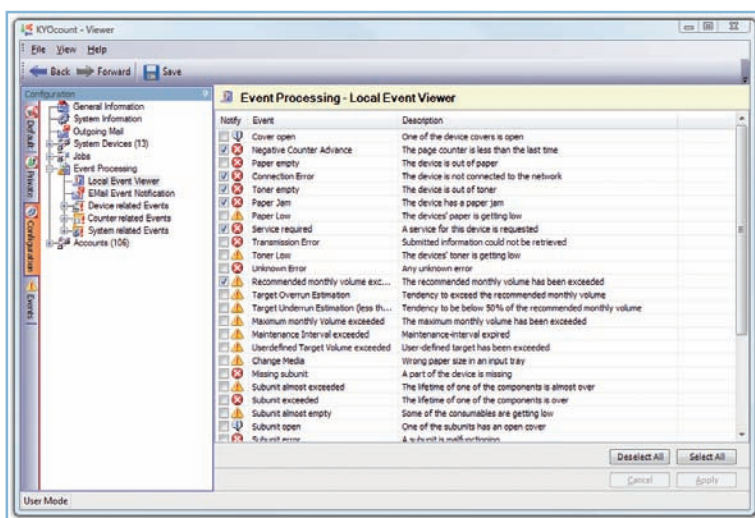 KYOcount - Viewer
File View Help
Back Forward Save
Configuration
Default
Private
Configuration
Events
General Information
System Information
Outgoing Mail
System Devices (13)
Jobs
Event Processing
Local Event Viewer
EMail Event Notification
Device related Events
Counter related Events
System related Events
Accounts (106)
Event Processing - Local Event Viewer
Notify Event Description
Cover open One of the device covers is open
Negative Counter Advance The page counter is less than the last time
Paper empty The device is out of paper
Connection Error The device is not connected to the network
Toner empty The device is out of toner
Paper Jam The device has a paper jam
Paper Low The devices' paper is getting low
Service required A service for this device is requested
Transmission Error Submitted information could not be retrieved
Toner Low The devices' toner is getting low
Unknown Error Any unknown error
Recommended monthly volume exc... The recommended monthly volume has been exceeded
Target Overrun Estimation Tendency to exceed the recommended monthly volume
Target Underrun Estimation (less th... Tendency to be below 50% of the recommended monthly volume
Maximum monthly Volume exceeded The maximum monthly volume has been exceeded
Maintenance Interval exceeded Maintenance-interval expired
Userdefined Target Volume exceeded User-defined target has been exceeded
Change Media Wrong paper size in an input tray
Missing subunit A part of the device is missing
Subunit almost exceeded The lifetime of one of the components is almost over
Subunit exceeded The lifetime of one of the components is over
Subunit almost empty Some of the consumables are getting low
Subunit open One of the subunits has an open cover
Subunit error A subunit is malfunctioning
Deselect All Select All
Cancel Apply
User Mode